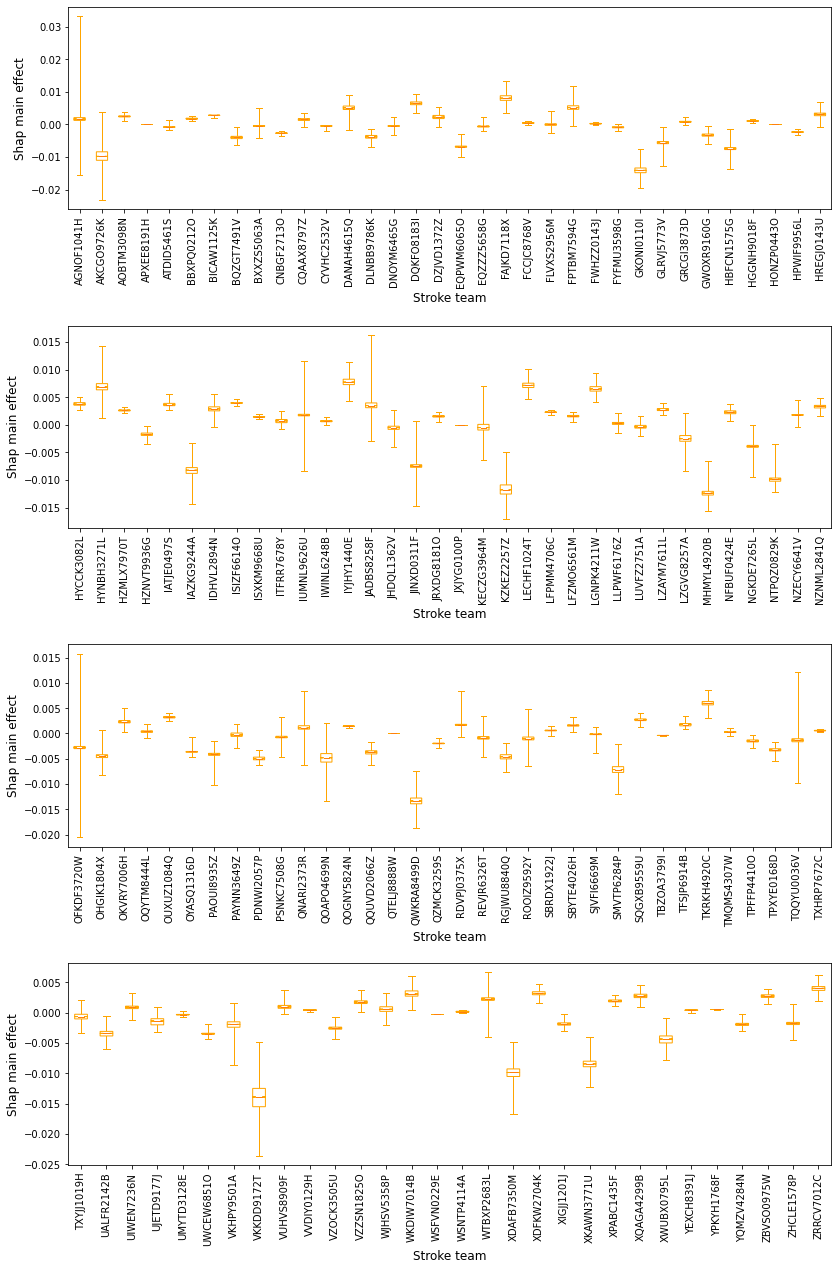 Shap main effect
0.03
0.02
0.01
0.00
−0.01
−0.02
AGNOF1041H
AKCGO9726K
AOBTM3098N
APXEE8191H
ATDID5461S
BBXPQ0212O
BICAW1125K
BQZGT7491V
BXXZS5063A
CNBGF2713O
CQAAX8797Z
CYVHC2532V
DANAH4615Q
DLNBB9786K
DNOYM6465G
DQKFO8183I
DZJVD1372Z
EQPWM6065O
EQZZZ5658G
FAJKD7118X
FCCJC8768V
FLVXS2956M
FPTBM7594G
FWHZZ0143J
FYFMU3598G
GKONI0110I
GLRVJ5773V
GRCGI3873D
GWOXR9160G
HBFCN1575G
HGGNH9018F
HONZP0443O
HPWIF9956L
HREGJ0143U
Stroke team
Shap main effect
0.015
0.010
0.005
0.000
−0.005
−0.010
−0.015
HYCCK3082L
HYNBH3271L
HZMLX7970T
HZNVT9936G
IATJE0497S
IAZKG9244A
IDHVL2894N
ISIZF6614O
ISXKM9668U
ITFRR7678Y
IUMNL9626U
IWINL6248B
IYJHY1440E
JADBS8258F
JHDQL1362V
JINXD0311F
JRXDG8181O
JXJYG0100P
KECZG3964M
KZKEZ2257Z
LECHF1024T
LFPMM4706C
LFZMO6561M
LGNPK4211W
LLPWF6176Z
LUVFZ2751A
LZAYM7611L
LZGVG8257A
MHMYL4920B
NFBUF0424E
NGKDE7265L
NTPQZ0829K
NZECY6641V
NZNML2841Q
Stroke team
Shap main effect
0.015
0.010
0.005
0.000
−0.005
−0.010
−0.015
−0.020
OFKDF3720W
OHGIK1804X
OKVRY7006H
OQYTM8444L
OUXUZ1084Q
OYASQ1316D
PAOUI8935Z
PAYNN3649Z
PDNWI2057P
PSNKC7508G
QNARI2373R
QOAPO4699N
QOGNY5824N
QQUVD2066Z
QTELJ8888W
QWKRA8499D
QZMCK3259S
RDVPJ0375X
REVJR6326T
RGJWU8840Q
ROOIZ9592Y
SBRDX1922J
SBYTE4026H
SJVFI6669M
SMVTP6284P
SQGXB9559U
TBZOA3799I
TFSJP6914B
TKRKH4920C
TMQMS4307W
TPFFP4410O
TPXYE0168D
TQQYU0036V
TXHRP7672C
Stroke team
Shap main effect
0.005
0.000
−0.005
−0.010
−0.015
−0.020
−0.025
TXYJJ1019H
UALFR2142B
UIWEN7236N
UJETD9177J
UMYTD3128E
UWCEW6851O
VKHPY9501A
VKKDD9172T
VUHVS8909F
VVDIY0129H
VZOCK3505U
VZZSN1825O
WJHSV5358P
WKDIW7014B
WSFVN0229E
WSNTP4114A
WTBXP2683L
XDAFB7350M
XDFKW2704K
XIGJJ1201J
XKAWN3771U
XPABC1435F
XQAGA4299B
XWUBX0795L
YEXCH8391J
YPKYH1768F
YQMZV4284N
ZBVSO0975W
ZHCLE1578P
ZRRCV7012C
Stroke team